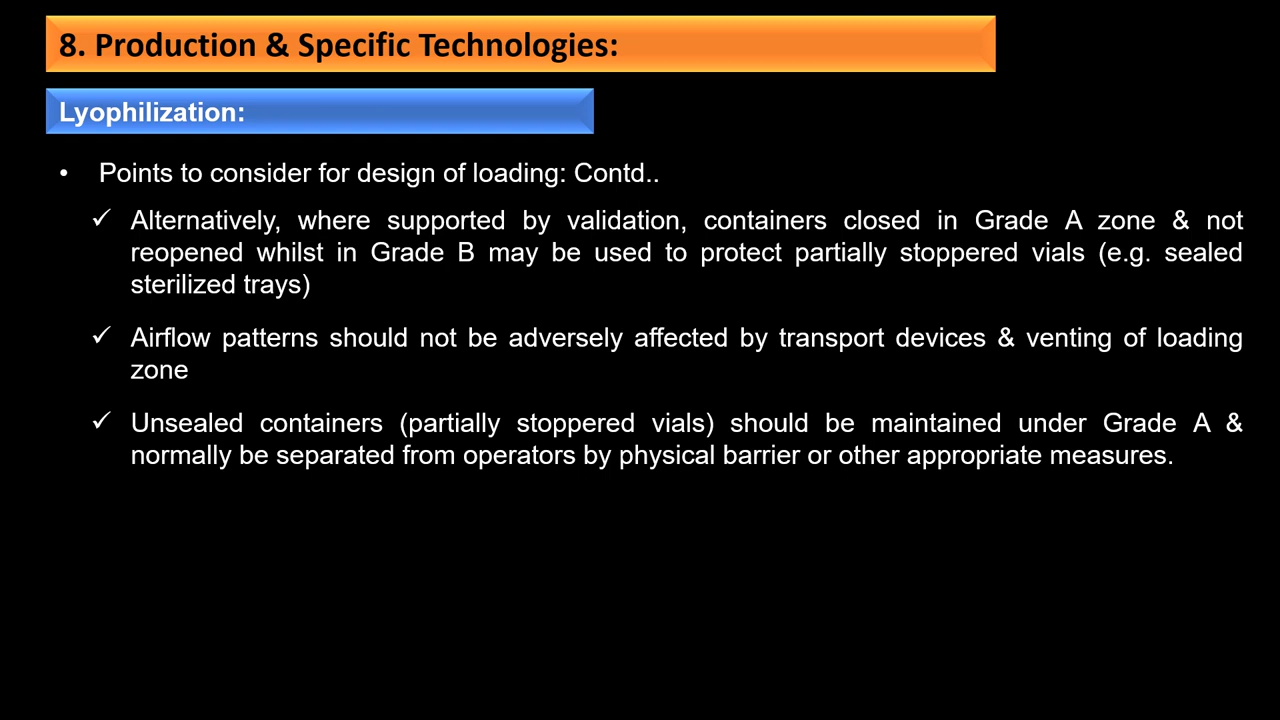 8. Production & Specific Technologies:
Lyophilization:
• Points to consider for design of loading: Contd..
✓ Alternatively, where supported by validation, containers closed in Grade A zone & not
reopened whilst in Grade B may be used to protect partially stoppered vials (e.g. sealed
sterilized trays)
✓ Airflow patterns should not be adversely affected by transport devices & venting of loading
zone
✓ Unsealed containers (partially stoppered vials) should be maintained under Grade A &
normally be separated from operators by physical barrier or other appropriate measures.